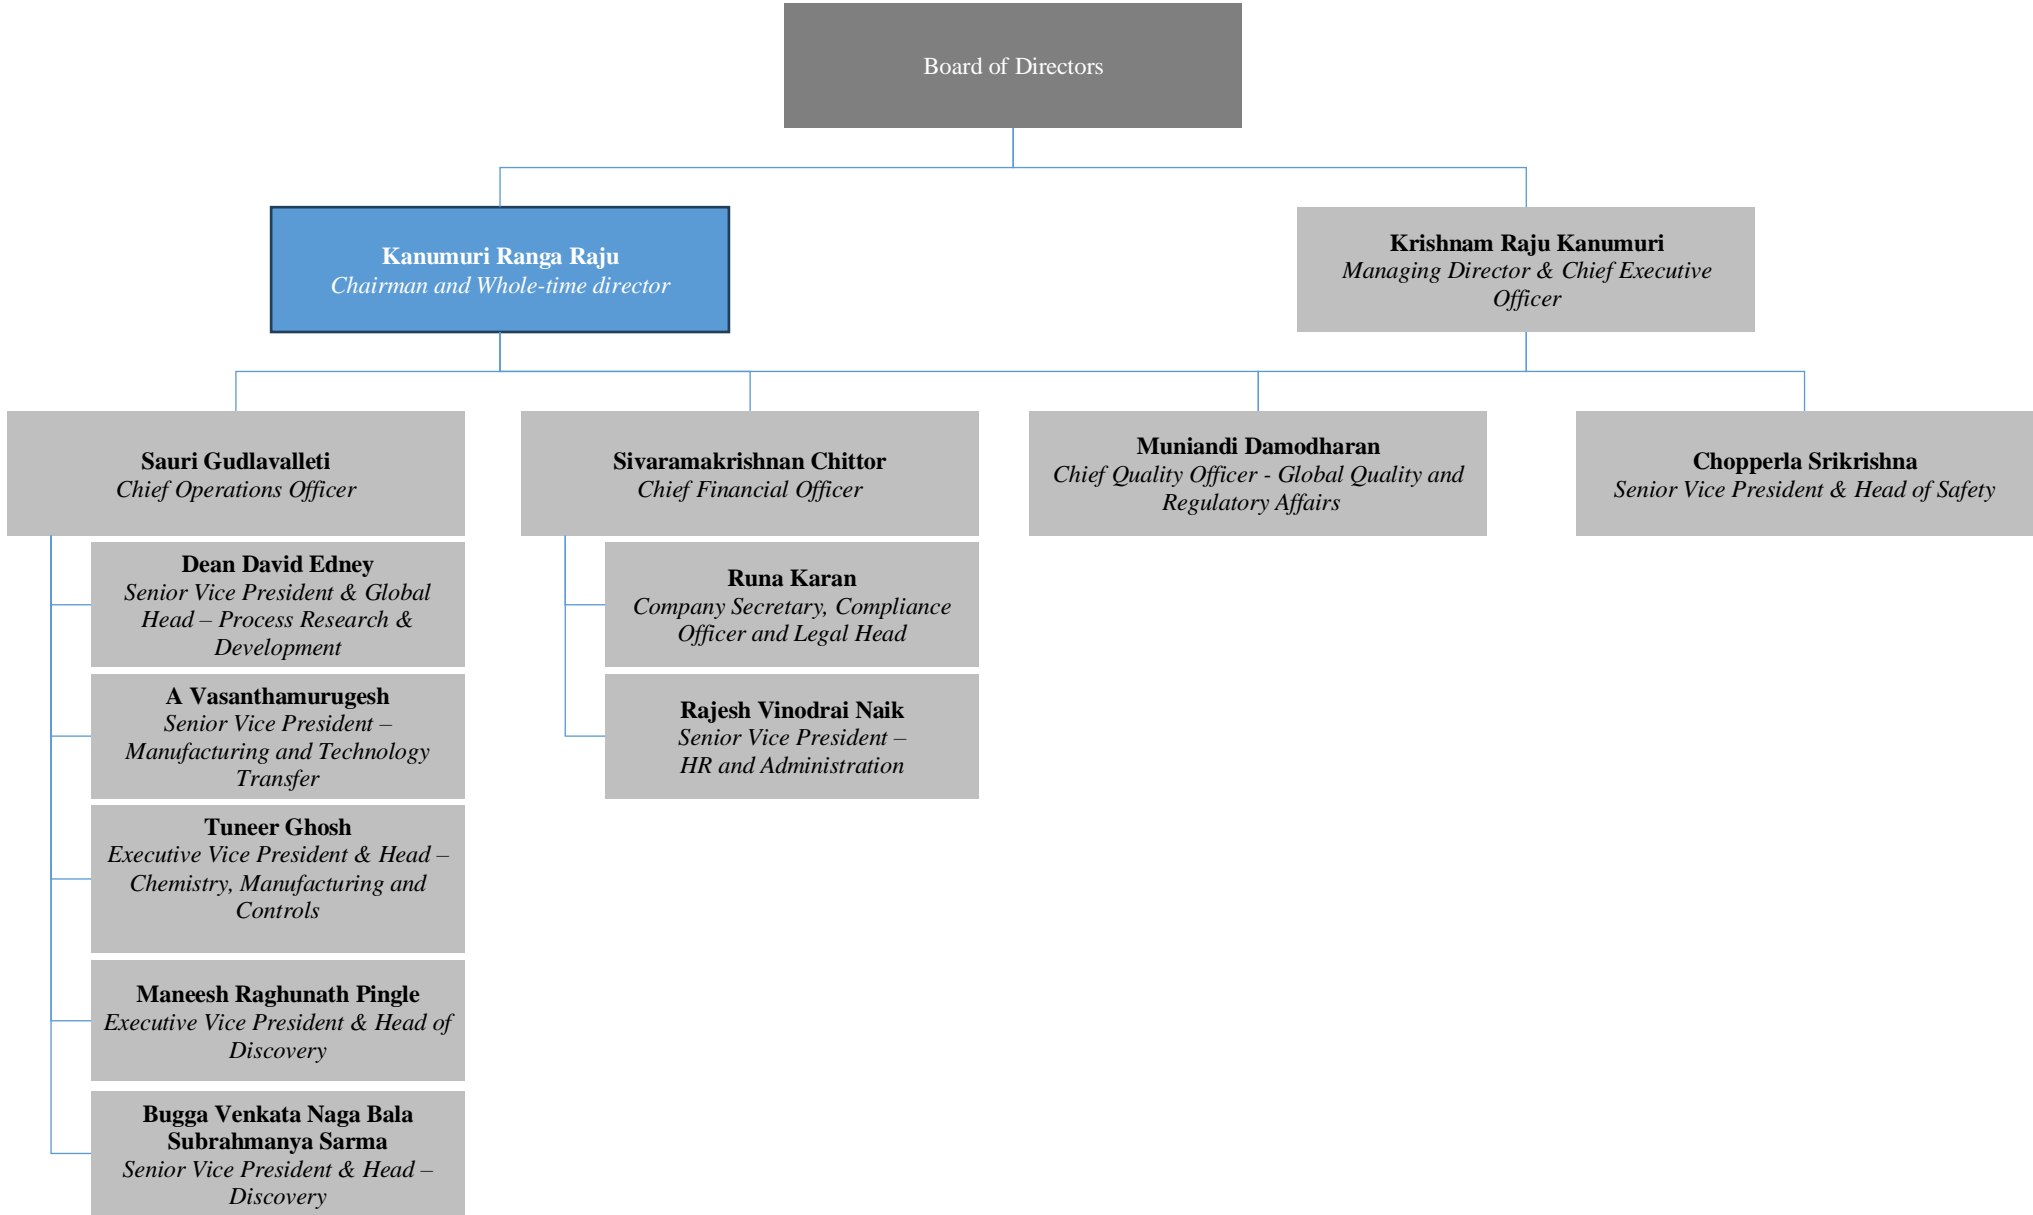 Board of Directors
Kanumuri Ranga Raju
Chairman and Whole-time director
Krishnam Raju Kanumuri
Managing Director & Chief Executive
Officer
Sauri Gudlavalleti
Chief Operations Officer
Sivaramakrishnan Chittor
Chief Financial Officer
Muniandi Damodharan
Chief Quality Officer - Global Quality and
Regulatory Affairs
Chopperla Srikrishna
Senior Vice President & Head of Safety
Dean David Edney
Senior Vice President & Global
Head – Process Research &
Development
A Vasanthamurugesh
Senior Vice President –
Manufacturing and Technology
Transfer
Tuneer Ghosh
Executive Vice President & Head –
Chemistry, Manufacturing and
Controls
Maneesh Raghunath Pingle
Executive Vice President & Head of
Discovery
Bugga Venkata Naga Bala
Subrahmanya Sarma
Senior Vice President & Head –
Discovery
Runa Karan
Company Secretary, Compliance
Officer and Legal Head
Rajesh Vinodrai Naik
Senior Vice President –
HR and Administration